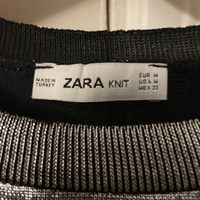 MADE IN
TURKEY
ZARA KNIT
EUR M
USA M
MEX 28